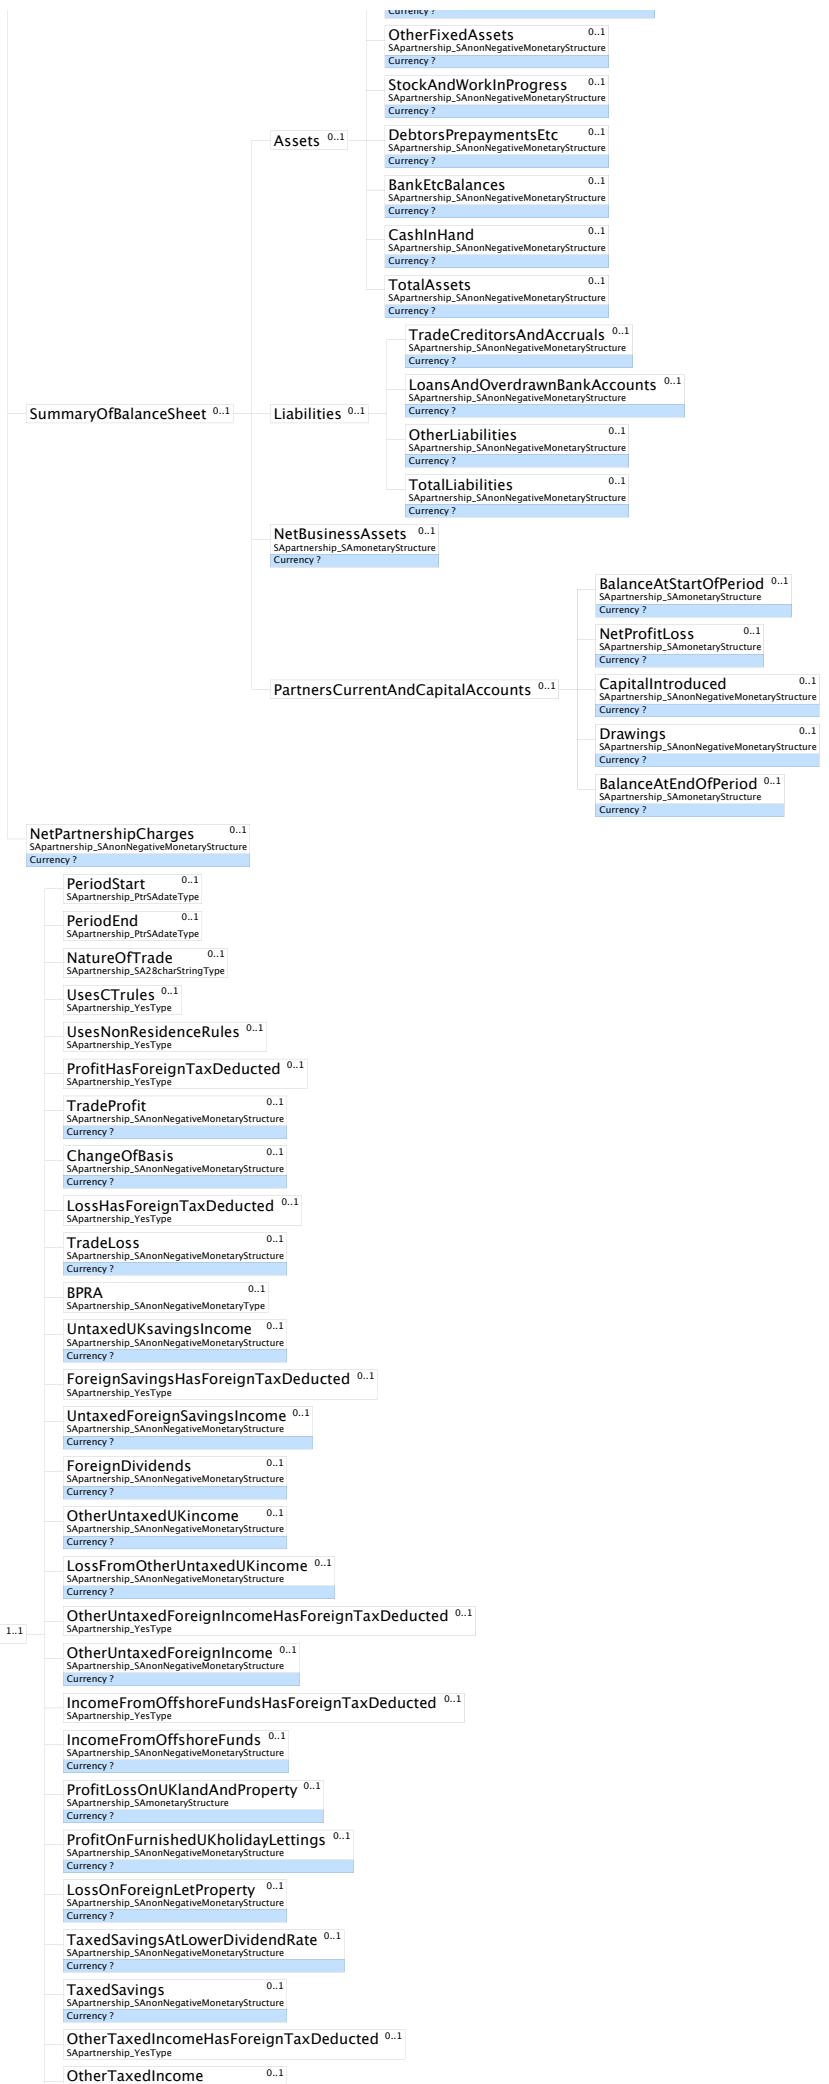 Currency ?
OtherFixedAssets 0..1
SApartnership_SAnonNegativeMonetaryStructure
Currency ?
StockAndWorkInProgress 0..1
SApartnership_SAnonNegativeMonetaryStructure
Currency ?
Assets 0..1
DebtorsPrepaymentsEtc 0..1
SApartnership_SAnonNegativeMonetaryStructure
Currency ?
BankEtcBalances 0..1
SApartnership_SAnonNegativeMonetaryStructure
Currency ?
CashInHand 0..1
SApartnership_SAnonNegativeMonetaryStructure
Currency ?
TotalAssets 0..1
SApartnership_SAnonNegativeMonetaryStructure
Currency ?
TradeCreditorsAndAccruals 0..1
SApartnership_SAnonNegativeMonetaryStructure
Currency ?
LoansAndOverdrawnBankAccounts 0..1
SApartnership_SAnonNegativeMonetaryStructure
Currency ?
SummaryOfBalanceSheet 0..1
Liabilities 0..1
OtherLiabilities 0..1
SApartnership_SAnonNegativeMonetaryStructure
Currency ?
TotalLiabilities 0..1
SApartnership_SAnonNegativeMonetaryStructure
Currency ?
NetBusinessAssets 0..1
SApartnership_SAmonetaryStructure
Currency ?
BalanceAtStartOfPeriod 0..1
SApartnership_SAmonetaryStructure
Currency ?
NetProfitLoss 0..1
SApartnership_SAmonetaryStructure
Currency ?
PartnersCurrentAndCapitalAccounts 0..1
CapitalIntroduced 0..1
SApartnership_SAnonNegativeMonetaryStructure
Currency ?
Drawings 0..1
SApartnership_SAnonNegativeMonetaryStructure
Currency ?
BalanceAtEndOfPeriod 0..1
SApartnership_SAmonetaryStructure
Currency ?
NetPartnershipCharges 0..1
SApartnership_SAnonNegativeMonetaryStructure
Currency ?
PeriodStart 0..1
SApartnership_PtrSAdateType
PeriodEnd 0..1
SApartnership_PtrSAdateType
NatureOfTrade 0..1
SApartnership_SA28charStringType
UsesCTrules 0..1
SApartnership_YesType
UsesNonResidenceRules 0..1
SApartnership_YesType
ProfitHasForeignTaxDeducted 0..1
SApartnership_YesType
TradeProfit 0..1
SApartnership_SAnonNegativeMonetaryStructure
Currency ?
ChangeOfBasis 0..1
SApartnership_SAnonNegativeMonetaryStructure
Currency ?
LossHasForeignTaxDeducted 0..1
SApartnership_YesType
TradeLoss 0..1
SApartnership_SAnonNegativeMonetaryStructure
Currency ?
BPRA 0..1
SApartnership_SAnonNegativeMonetaryType
UntaxedUKsavingsIncome 0..1
SApartnership_SAnonNegativeMonetaryStructure
Currency ?
ForeignSavingsHasForeignTaxDeducted 0..1
SApartnership_YesType
UntaxedForeignSavingsIncome 0..1
SApartnership_SAnonNegativeMonetaryStructure
Currency ?
ForeignDividends 0..1
SApartnership_SAnonNegativeMonetaryStructure
Currency ?
OtherUntaxedUKincome 0..1
SApartnership_SAnonNegativeMonetaryStructure
Currency ?
LossFromOtherUntaxedUKincome 0..1
SApartnership_SAnonNegativeMonetaryStructure
Currency ?
OtherUntaxedForeignIncomeHasForeignTaxDeducted 0..1
SApartnership_YesType
1..1
OtherUntaxedForeignIncome 0..1
SApartnership_SAnonNegativeMonetaryStructure
Currency ?
IncomeFromOffshoreFundsHasForeignTaxDeducted 0..1
SApartnership_YesType
IncomeFromOffshoreFunds 0..1
SApartnership_SAnonNegativeMonetaryStructure
Currency ?
ProfitLossOnUKlandAndProperty 0..1
SApartnership_SAmonetaryStructure
Currency ?
ProfitOnFurnishedUKholidayLettings 0..1
SApartnership_SAnonNegativeMonetaryStructure
Currency ?
LossOnForeignLetProperty 0..1
SApartnership_SAnonNegativeMonetaryStructure
Currency ?
TaxedSavingsAtLowerDividendRate 0..1
SApartnership_SAnonNegativeMonetaryStructure
Currency ?
TaxedSavings 0..1
SApartnership_SAnonNegativeMonetaryStructure
Currency ?
OtherTaxedIncomeHasForeignTaxDeducted 0..1
SApartnership_YesType
OtherTaxedIncome 0..1